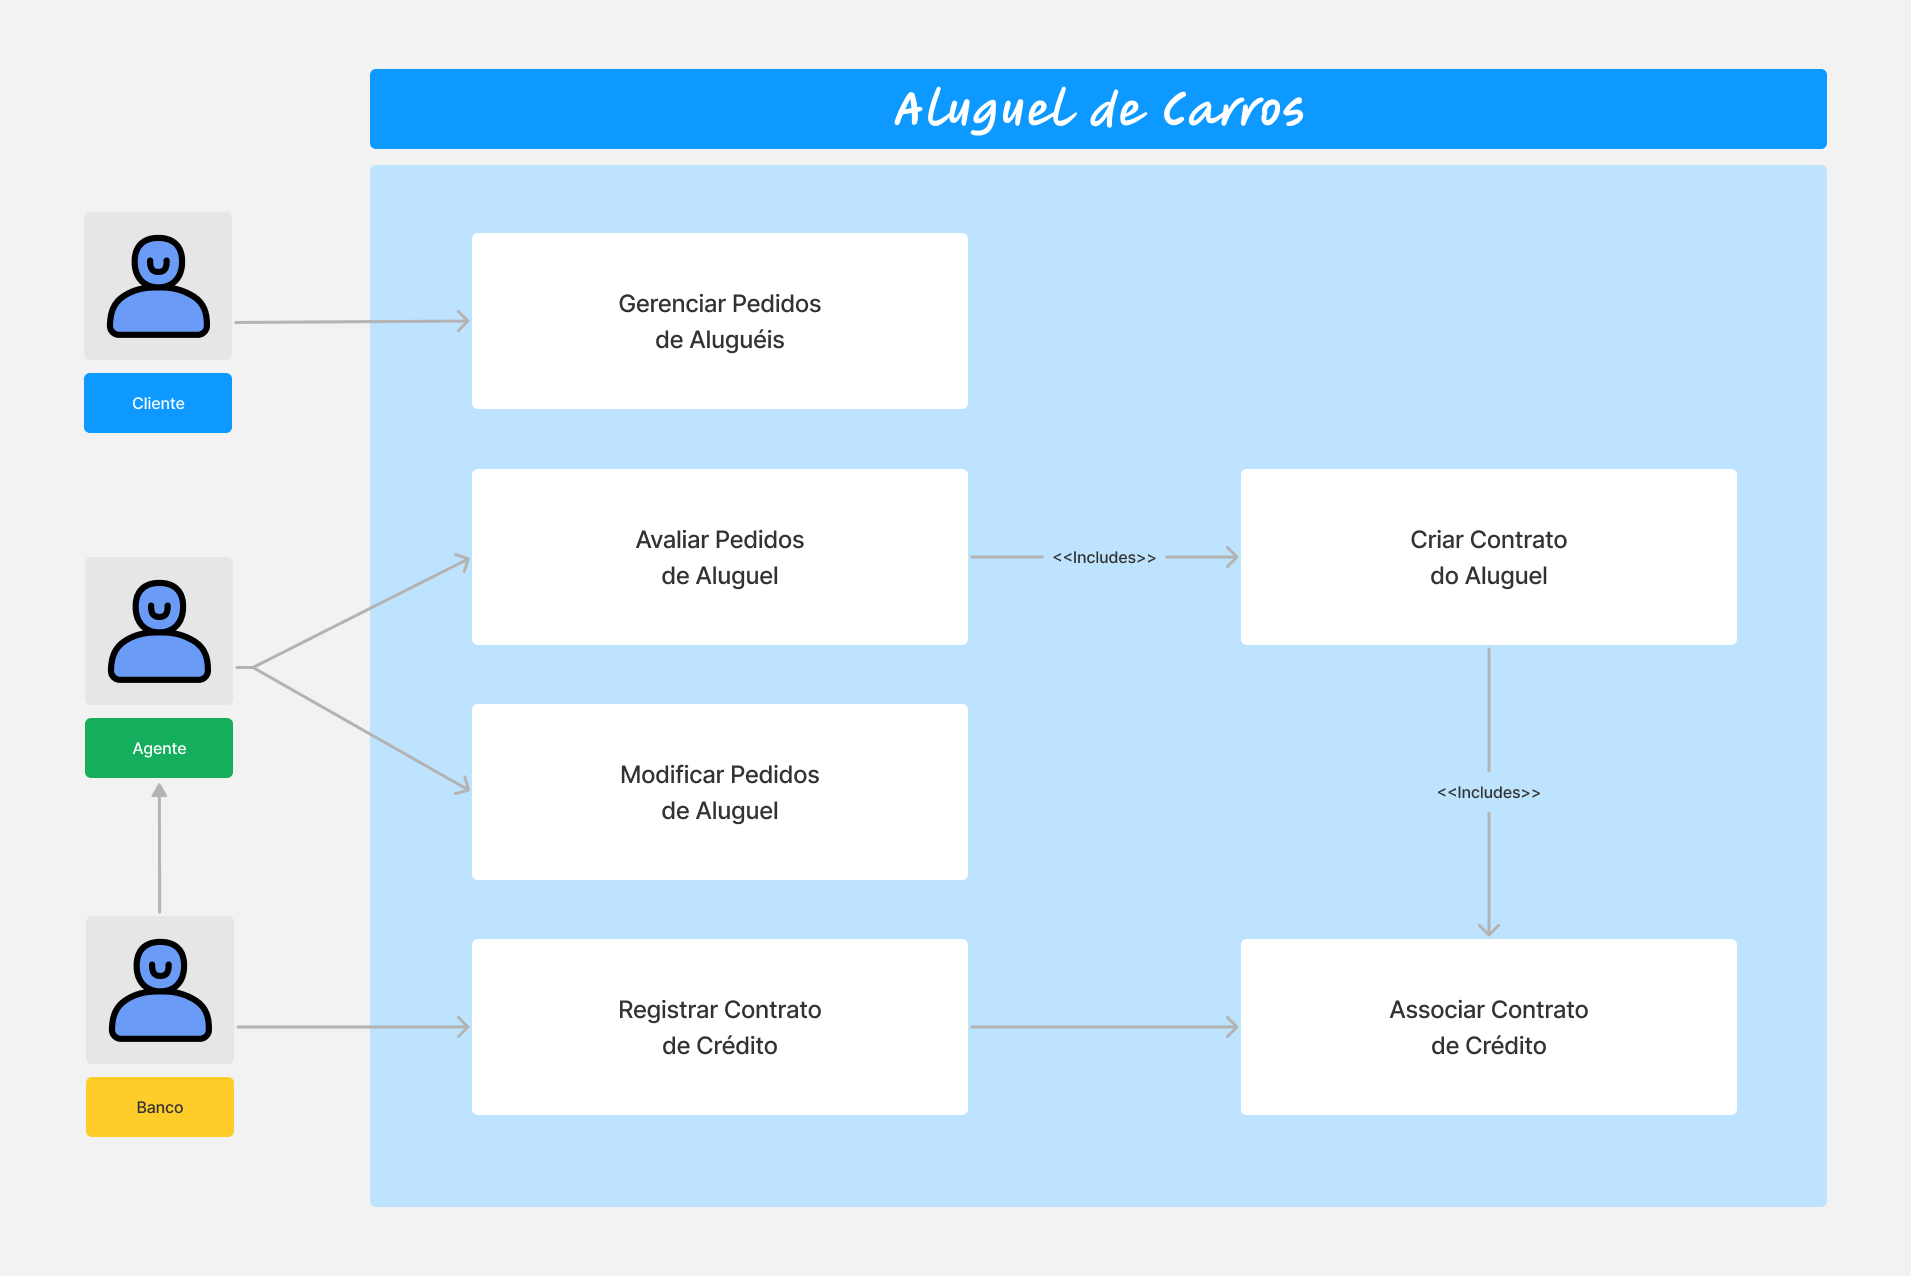 Aluguel de Carros
Cliente
Gerenciar Pedidos
de Aluguéis
Agente
Avaliar Pedidos
de Aluguel
<<Includes>>
Criar Contrato
do Aluguel
Modificar Pedidos
de Aluguel
<<Includes>>
Banco
Registrar Contrato
de Crédito
Associar Contrato
de Crédito